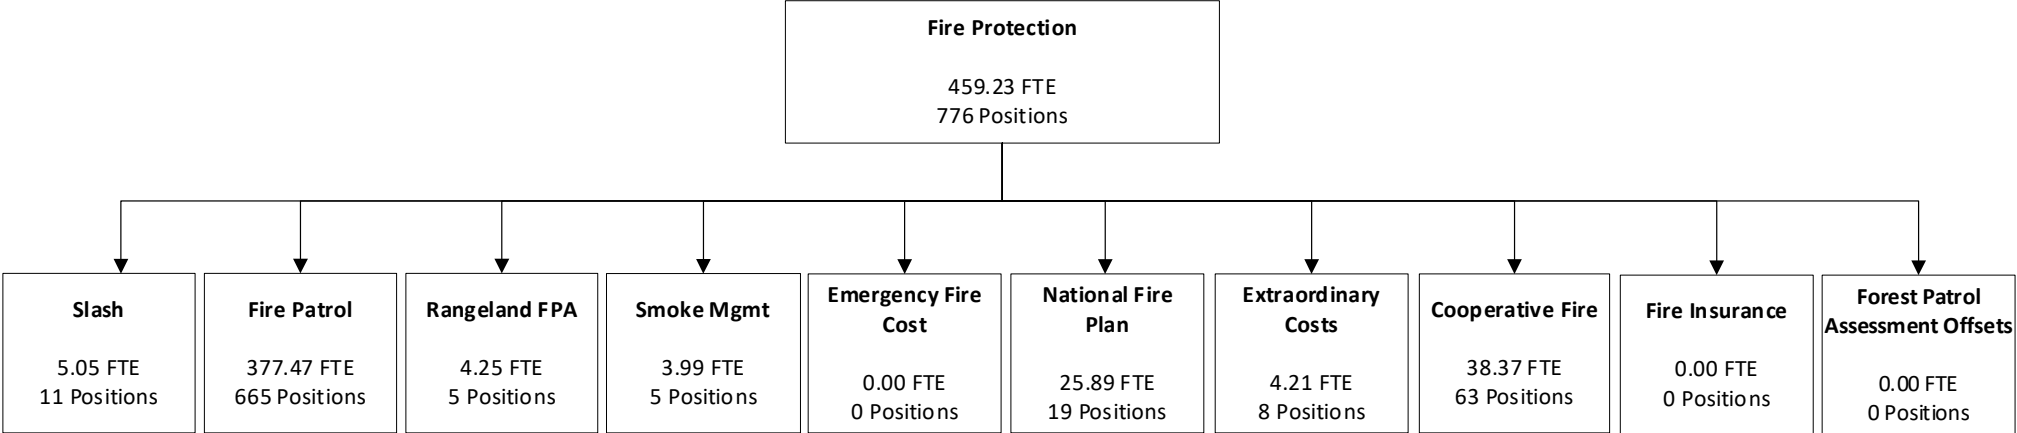 Fire Protection
459.23 FTE
776 Positions
Slash
5.05 FTE
11 Positions
Fire Patrol
377.47 FTE
665 Positions
Rangeland FPA
4.25 FTE
5 Positions
Smoke Mgmt
3.99 FTE
5 Positions
Emergency Fire
Cost
0.00 FTE
0 Positions
National Fire
Plan
25.89 FTE
19 Positions
Extraordinary
Costs
4.21 FTE
8 Positions
Cooperative Fire
38.37 FTE
63 Positions
Fire Insurance
0.00 FTE
0 Positions
Forest Patrol
Assessment Offsets
0.00 FTE
0 Positions